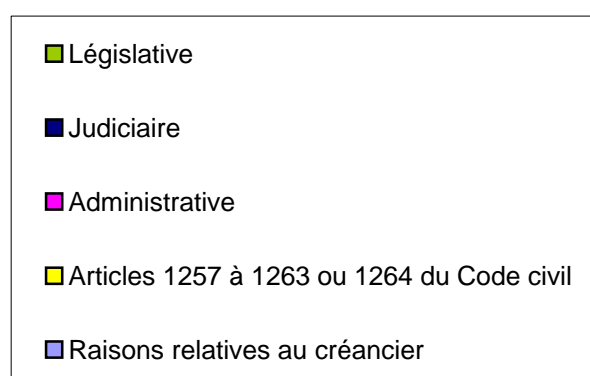 Législative
Judiciaire
Administrative
Articles 1257 à 1263 ou 1264 du Code civil
Raisons relatives au créancier